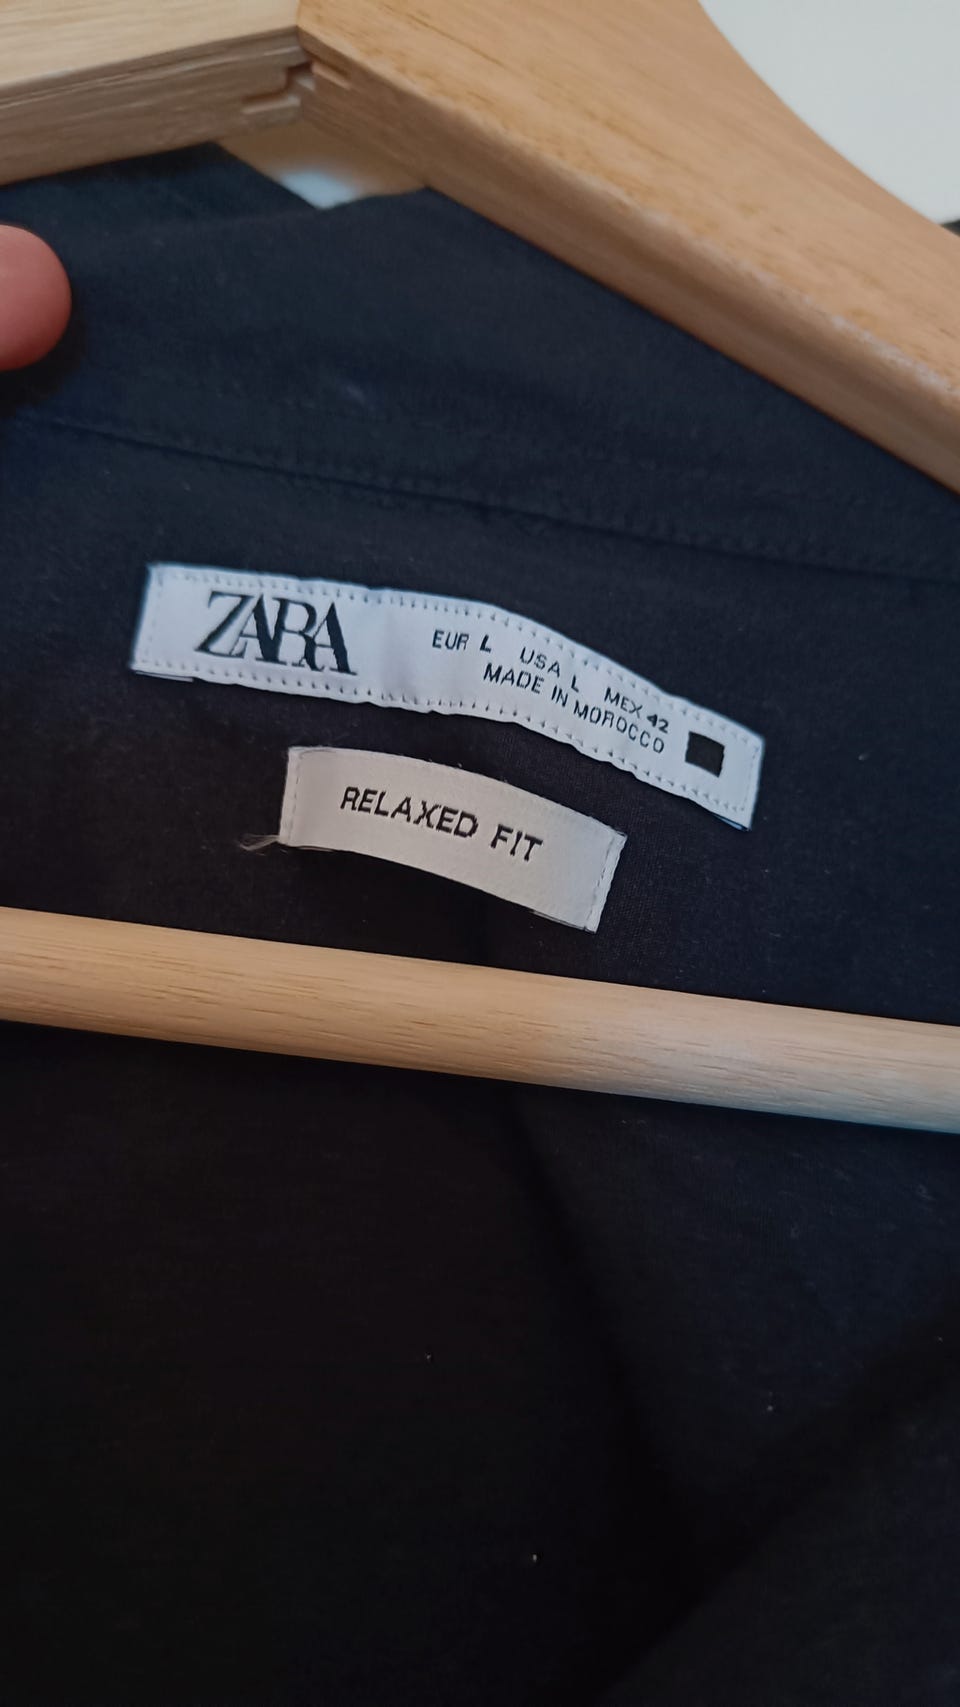 ZARA
EUR L USA L MEX 42
MADE IN MOROCCO
RELAXED FIT